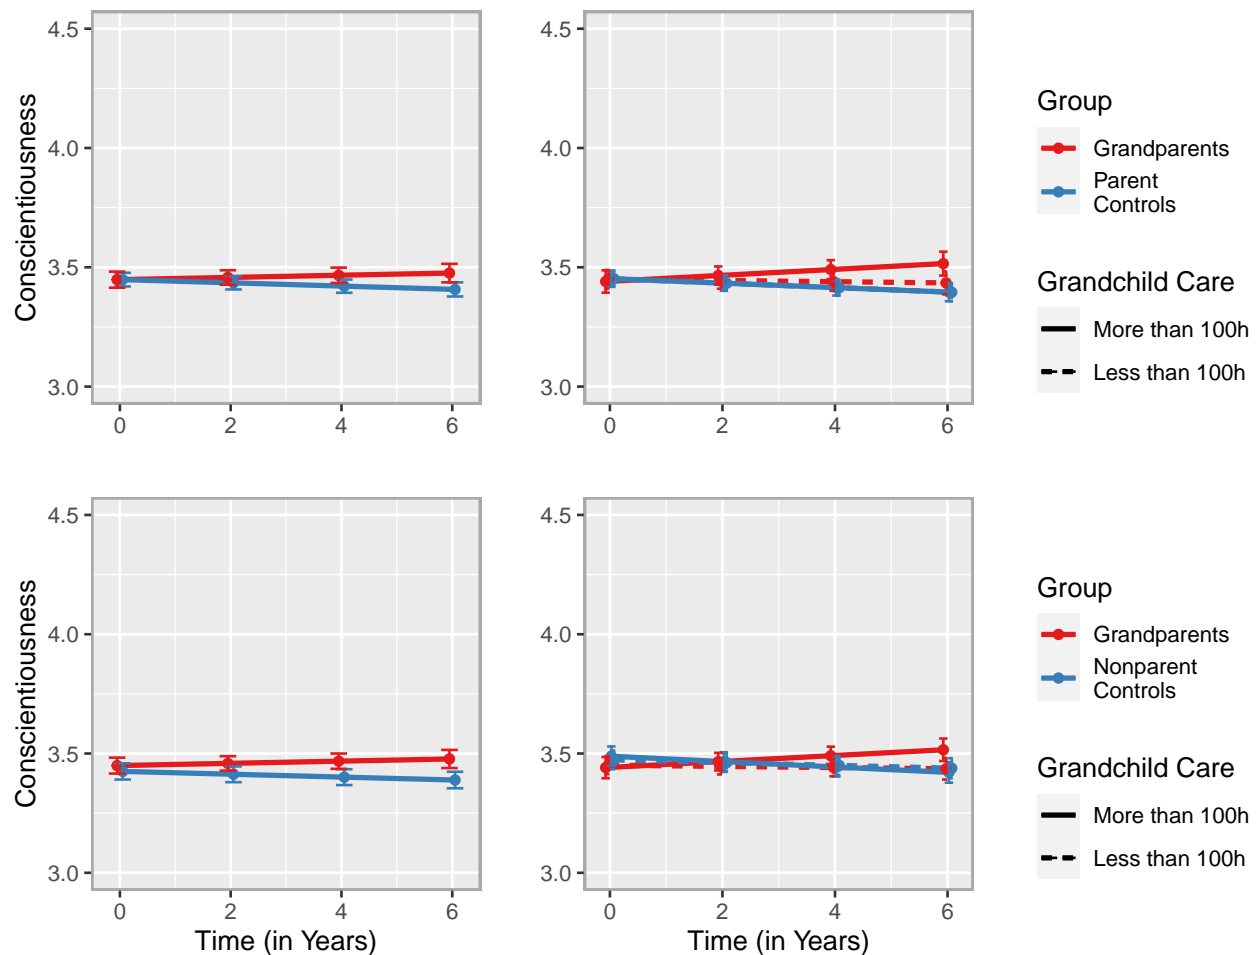 4.5
4.0
3.5
3.0
Conscientiousness
0 2 4 6
4.5
4.0
3.5
3.0
0 2 4 6
Group
Grandparents
Parent
Controls
Grandchild Care
More than 100h
Less than 100h
4.5
4.0
3.5
3.0
Conscientiousness
0 2 4 6
Time (in Years)
4.5
4.0
3.5
3.0
0 2 4 6
Time (in Years)
Group
Grandparents
Nonparent
Controls
Grandchild Care
More than 100h
Less than 100h